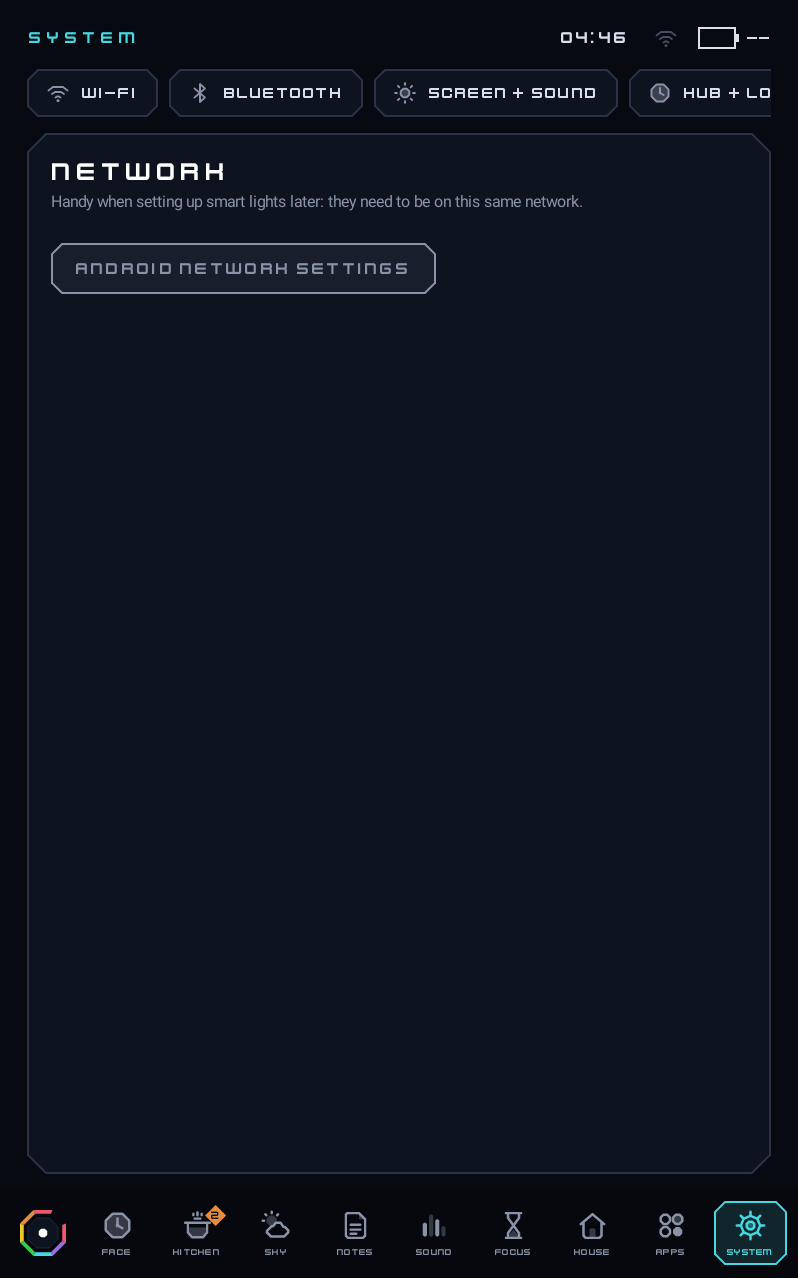 SYSTEM
04:46
--
WI-FI
BLUETOOTH
SCREEN + SOUND
HUB + LO
NETWORK
Handy when setting up smart lights later: they need to be on this same network.
ANDROID NETWORK SETTINGS
2
FACE
KITCHEN
SKY
NOTES
SOUND
FOCUS
HOUSE
APPS
SYSTEM